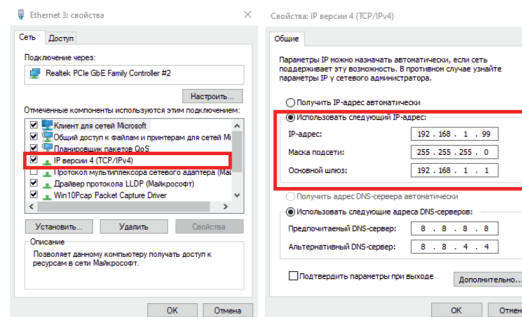 Ethernet 3: свойства
Сеть
Доступ
Подключение через:
Realtek PCIe GbE Family Controller #2
Настроить...
Отмеченные компоненты используются этим подключением:
Клиент для сетей Microsoft
Общий доступ к файлам и принтерам для сетей Mi
Планировщик пакетов QoS
IP версии 4 (TCP/IPv4)
Протокол мультиплексора сетевого адаптера (Май
Драйвер протокола LLDP (Майкрософт)
Win10Pcap Packet Capture Driver
Установить...
Удалить
Свойства
Описание
Позволяет данному компьютеру получать доступ к
ресурсам в сети Майкрософт.
OK
Отмена
Свойства: IP версии 4 (TCP/IPv4)
Общие
Параметры IP можно назначать автоматически, если сеть
поддерживает эту возможность. В противном случае узнайте
параметры IP у сетевого администратора.
Получить IP-адрес автоматически
Использовать следующий IP-адрес:
IP-адрес:
192 . 168 . 1 . 99
Маска подсети:
255 . 255 . 255 . 0
Основной шлюз:
192 . 168 . 1 . 1
Получить адрес DNS-сервера автоматически
Использовать следующие адреса DNS-серверов:
Предпочитаемый DNS-сервер:
8 . 8 . 8 . 8
Альтернативный DNS-сервер:
8 . 8 . 4 . 4
Подтвердить параметры при выходе
Дополнительно...
OK
Отмен